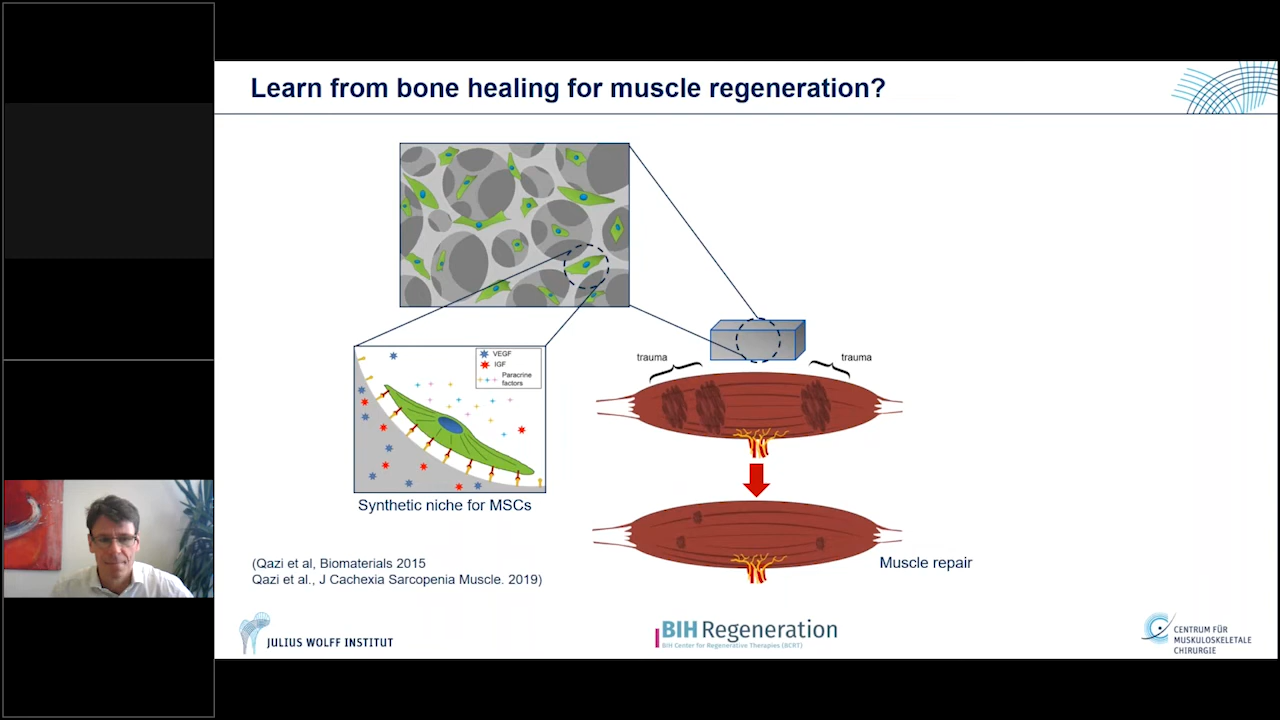 Learn from bone healing for muscle regeneration?
VEGF
IGF
Paracrine
factors
trauma
trauma
Synthetic niche for MSCs
(Qazi et al, Biomaterials 2015
Qazi et al., J Cachexia Sarcopenia Muscle. 2019)
Muscle repair
JULIUS WOLFF INSTITUT
BIH Regeneration
BIH Center for Regenerative Therapies (BCRT)
CENTRUM FÜR
MUSKULOSKELETALE
CHIRURGIE